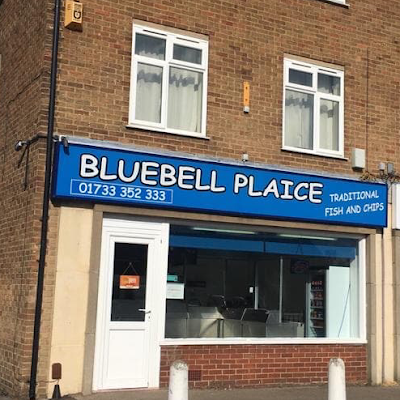 BLUEBELL PLAICE
01733 352 333
TRADITIONAL
FISH AND CHIPS